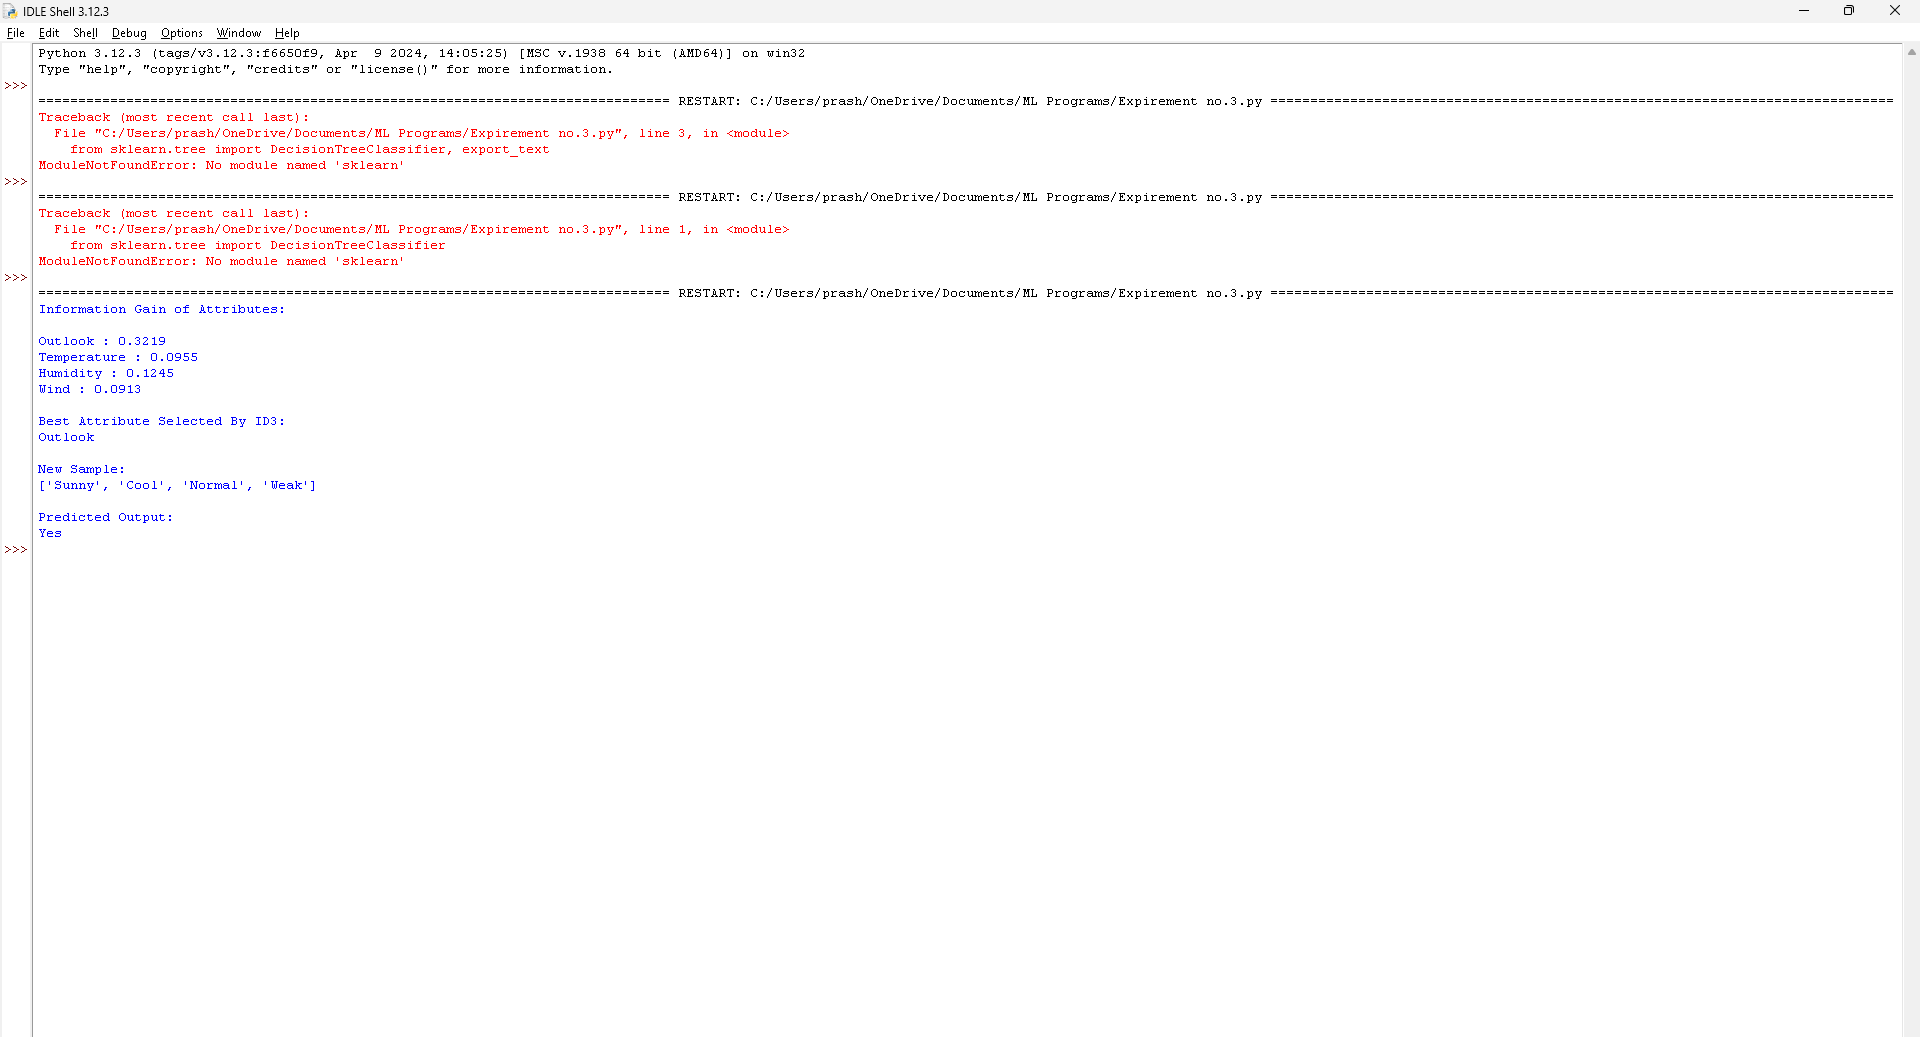 IDLE Shell 3.12.3
File Edit Shell Debug Options Window Help
Python 3.12.3 (tags/v3.12.3:f6650f9, Apr  9 2024, 14:05:25) [MSC v.1938 64 bit (AMD64)] on win32
Type "help", "copyright", "credits" or "license()" for more information.
>>>
=============================================================================== RESTART: C:/Users/prash/OneDrive/Documents/ML Programs/Expirement no.3.py ==============================================================================
Traceback (most recent call last):
  File "C:/Users/prash/OneDrive/Documents/ML Programs/Expirement no.3.py", line 3, in <module>
    from sklearn.tree import DecisionTreeClassifier, export_text
ModuleNotFoundError: No module named 'sklearn'
>>>
=============================================================================== RESTART: C:/Users/prash/OneDrive/Documents/ML Programs/Expirement no.3.py ==============================================================================
Traceback (most recent call last):
  File "C:/Users/prash/OneDrive/Documents/ML Programs/Expirement no.3.py", line 1, in <module>
    from sklearn.tree import DecisionTreeClassifier
ModuleNotFoundError: No module named 'sklearn'
>>>
=============================================================================== RESTART: C:/Users/prash/OneDrive/Documents/ML Programs/Expirement no.3.py ==============================================================================
Information Gain of Attributes:

Outlook : 0.3219
Temperature : 0.0955
Humidity : 0.1245
Wind : 0.0913

Best Attribute Selected By ID3:
Outlook

New Sample:
['Sunny', 'Cool', 'Normal', 'Weak']

Predicted Output:
Yes
>>>